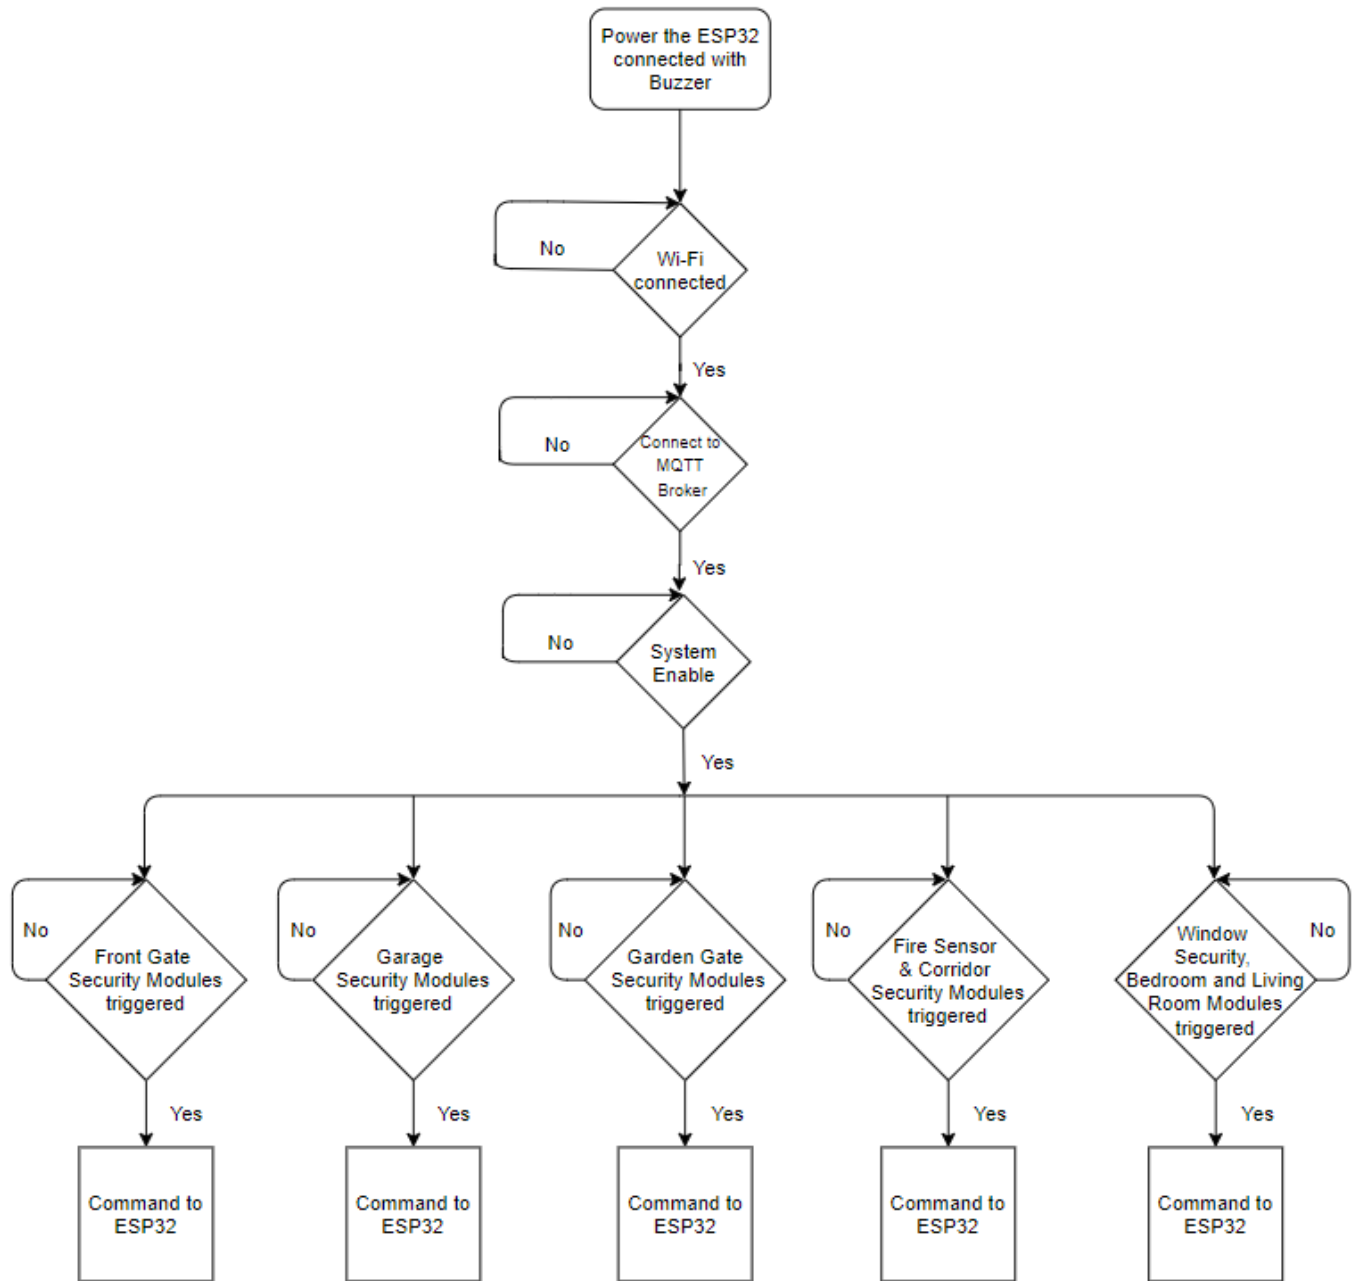 Power the ESP32
connected with
Buzzer
No
Wi-Fi
connected
Yes
No
Connect to
MQTT
Broker
Yes
No
System
Enable
Yes
No
Front Gate
Security Modules
triggered
No
Garage
Security Modules
triggered
No
Garden Gate
Security Modules
triggered
No
Fire Sensor
& Corridor
Security Modules
triggered
Window
Security,
Bedroom and Living
Room Modules
triggered
No
Yes
Yes
Yes
Yes
Yes
Command to
ESP32
Command to
ESP32
Command to
ESP32
Command to
ESP32
Command to
ESP32